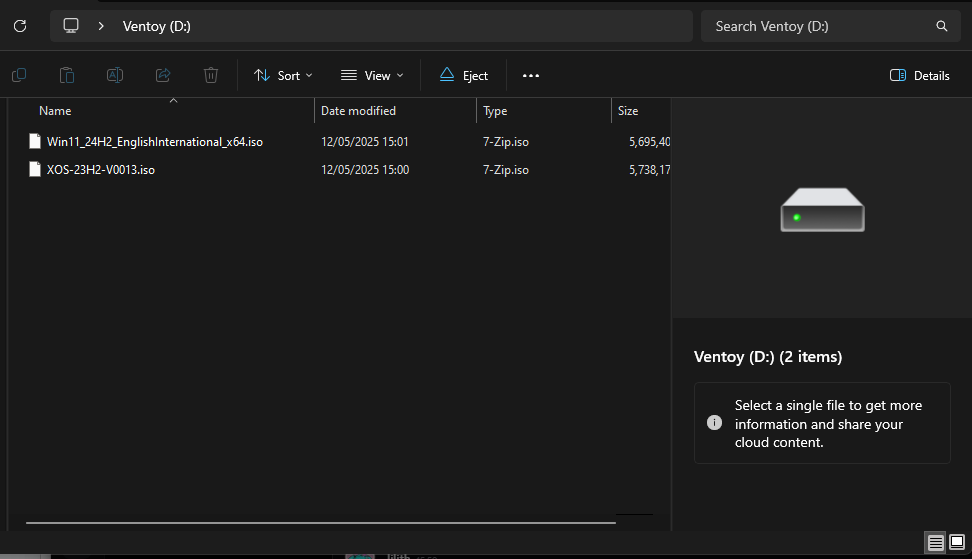 Ventoy (D:)
Search Ventoy (D:)
Sort
View
Eject
Details
Name
Date modified
Type
Size
Win11_24H2_EnglishInternational_x64.iso
12/05/2025 15:01
7-Zip.iso
5,695,40
XOS-23H2-V0013.iso
12/05/2025 15:00
7-Zip.iso
5,738,17
Ventoy (D:) (2 items)
Select a single file to get more
information and share your
cloud content.